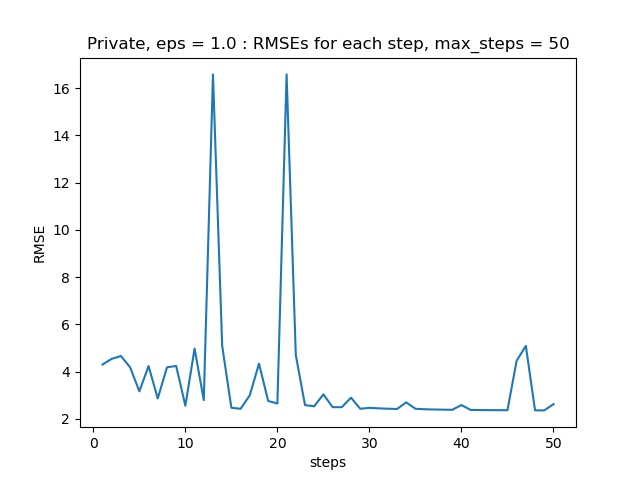 Private, eps = 1.0 : RMSEs for each step, max_steps = 50
16
14
12
10
8
6
4
2
RMSE
0 10 20 30 40 50
steps